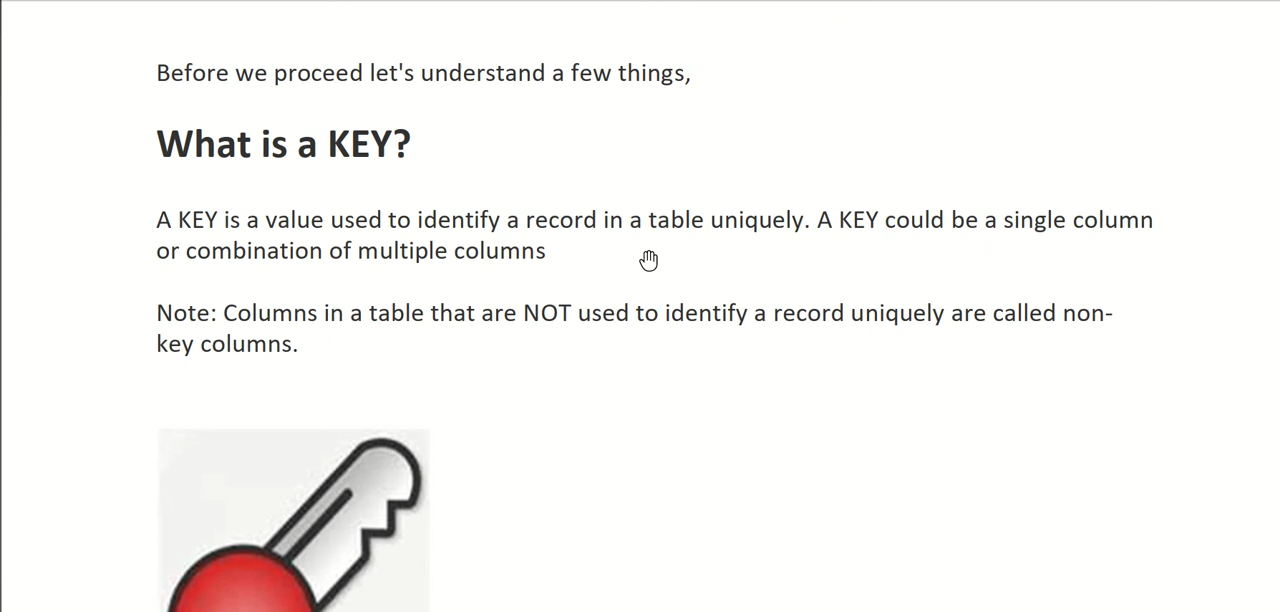 Before we proceed let's understand a few things,
What is a KEY?
A KEY is a value used to identify a record in a table uniquely. A KEY could be a single column
or combination of multiple columns
Note: Columns in a table that are NOT used to identify a record uniquely are called non-
key columns.